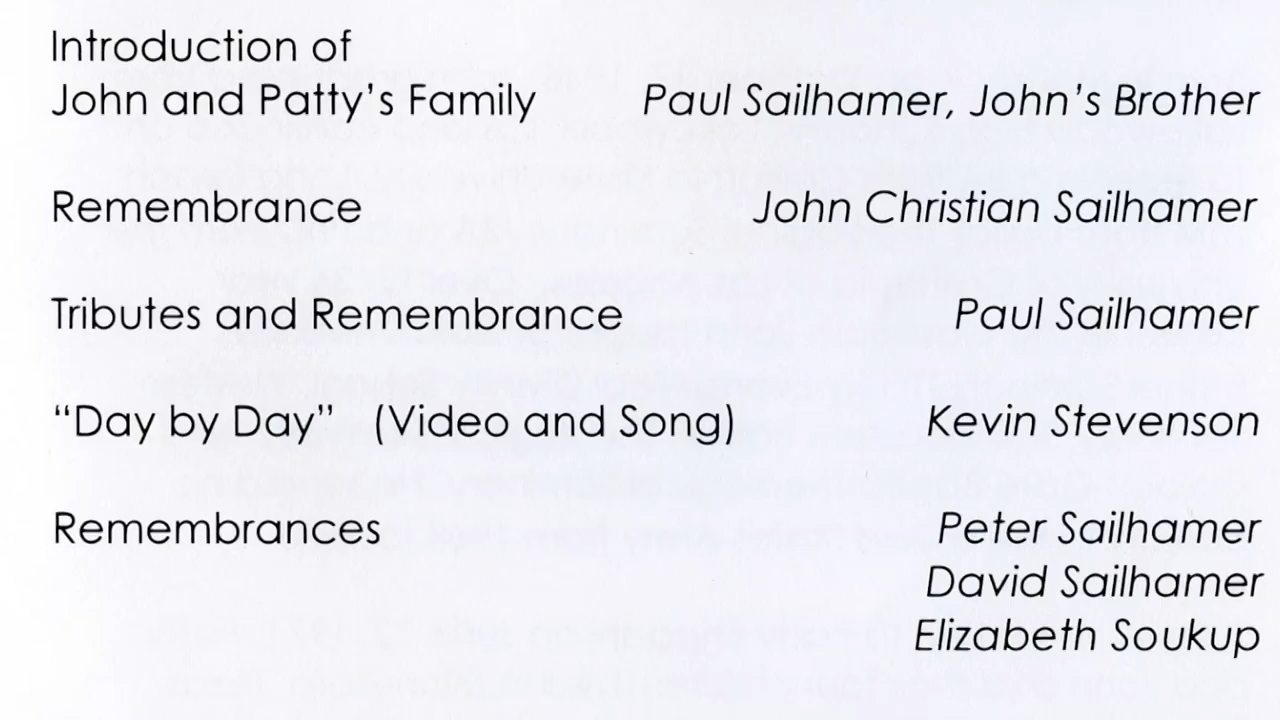 Introduction of
John and Patty's Family Paul Sailhamer, John's Brother
Remembrance John Christian Sailhamer
Tributes and Remembrance Paul Sailhamer
“Day by Day” (Video and Song) Kevin Stevenson
Remembrances Peter Sailhamer
David Sailhamer
Elizabeth Soukup